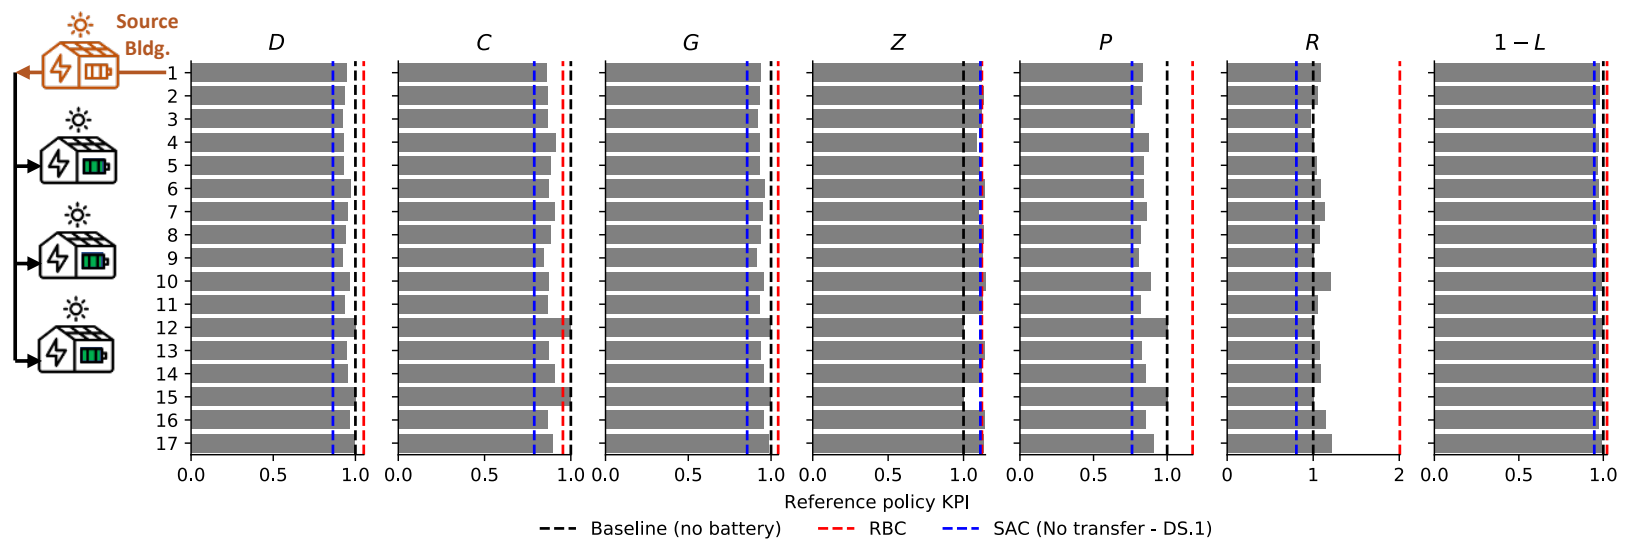 Source
Bldg.
D C G Z P R 1 − L
1
2
3
4
5
6
7
8
9
10
11
12
13
14
15
16
17
0.0 0.5 1.0 0.0 0.5 1.0 0.0 0.5 1.0 0.0 0.5 1.0 0.0 0.5 1.0 0 1 2 0.0 0.5 1.0
Reference policy KPI
Baseline (no battery) RBC SAC (No transfer - DS.1)